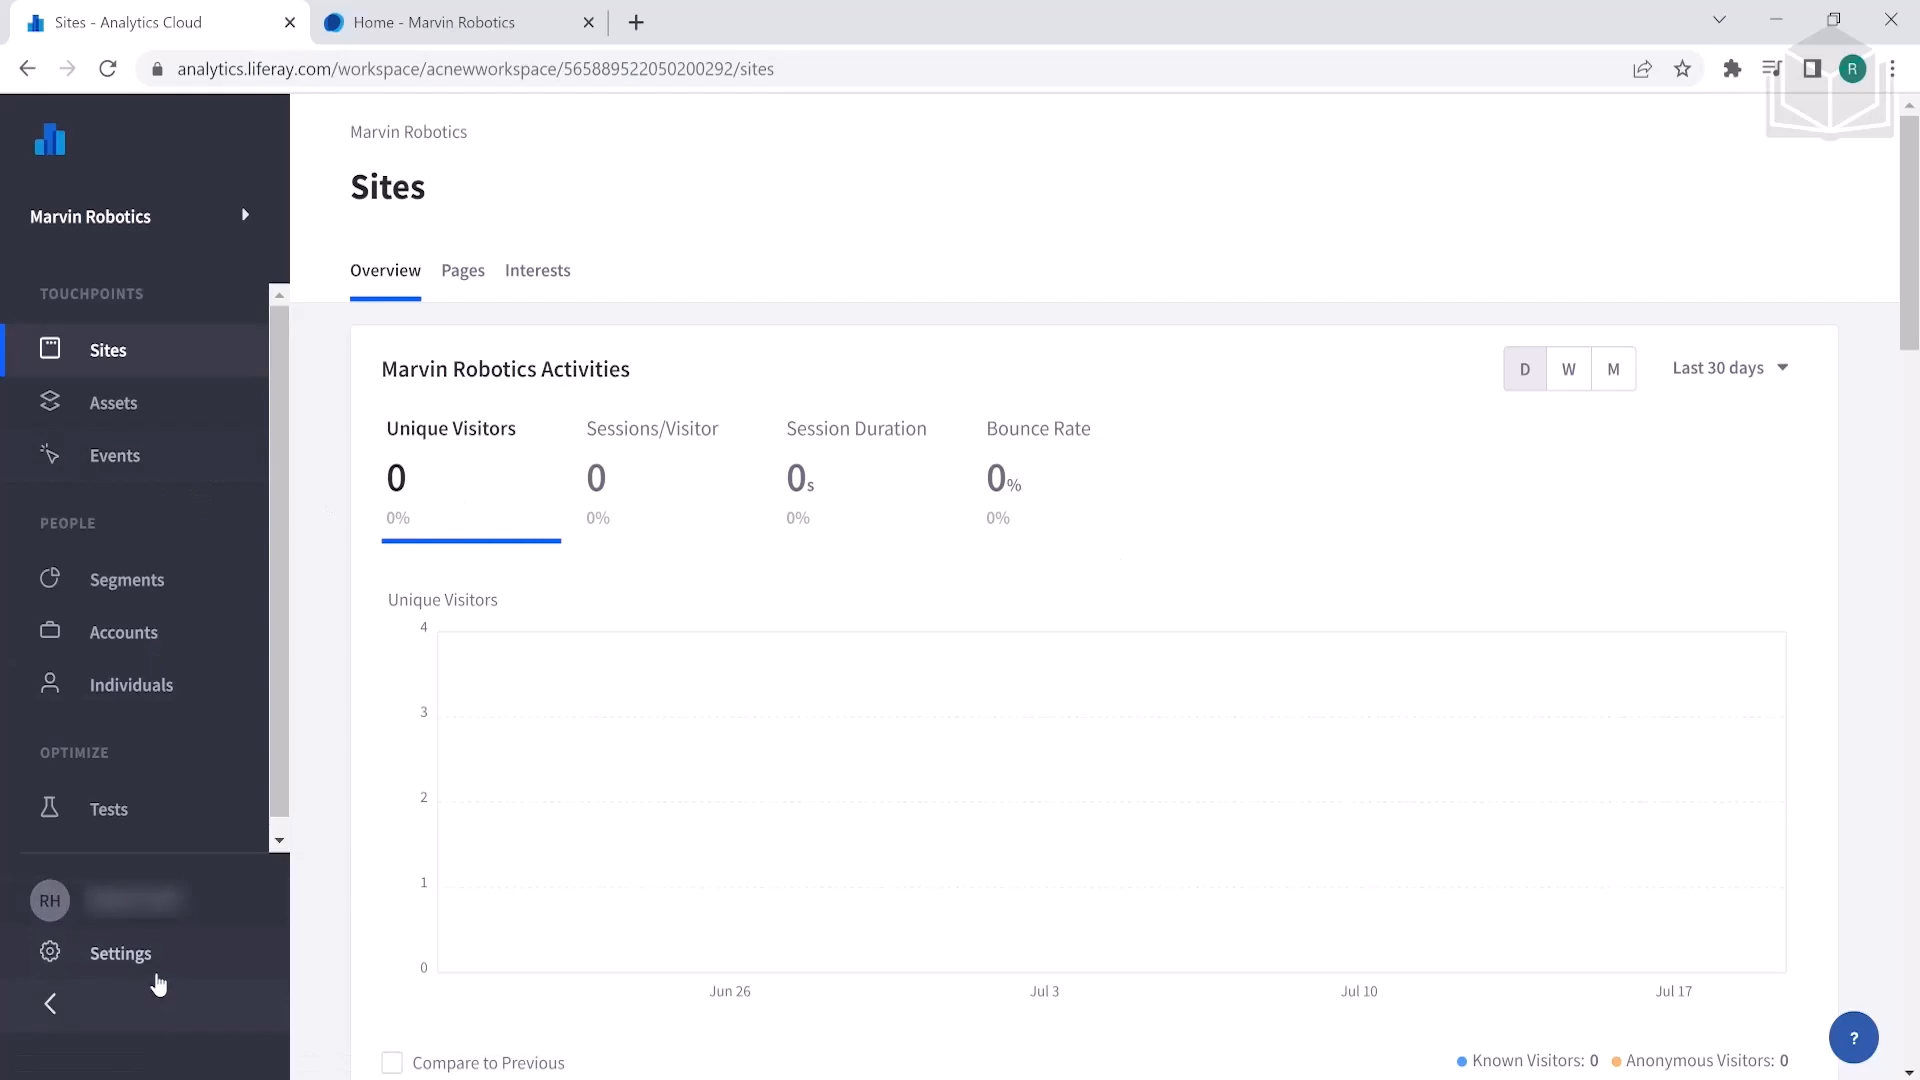 Sites - Analytics Cloud
Home - Marvin Robotics
analytics.liferay.com/workspace/acnewworkspace/565889522050200292/sites
R
Marvin Robotics
TOUCHPOINTS
Sites
Assets
Events
PEOPLE
Segments
Accounts
Individuals
OPTIMIZE
Tests
RH
Settings
Marvin Robotics
Sites
Overview Pages Interests
Marvin Robotics Activities
D W M
Last 30 days
Unique Visitors Sessions/Visitor Session Duration Bounce Rate
0 0 0s 0%
0% 0% 0% 0%
Unique Visitors
4
3
2
1
0
Jun 26 Jul 3 Jul 10 Jul 17
Compare to Previous
Known Visitors: 0 Anonymous Visitors: 0
?